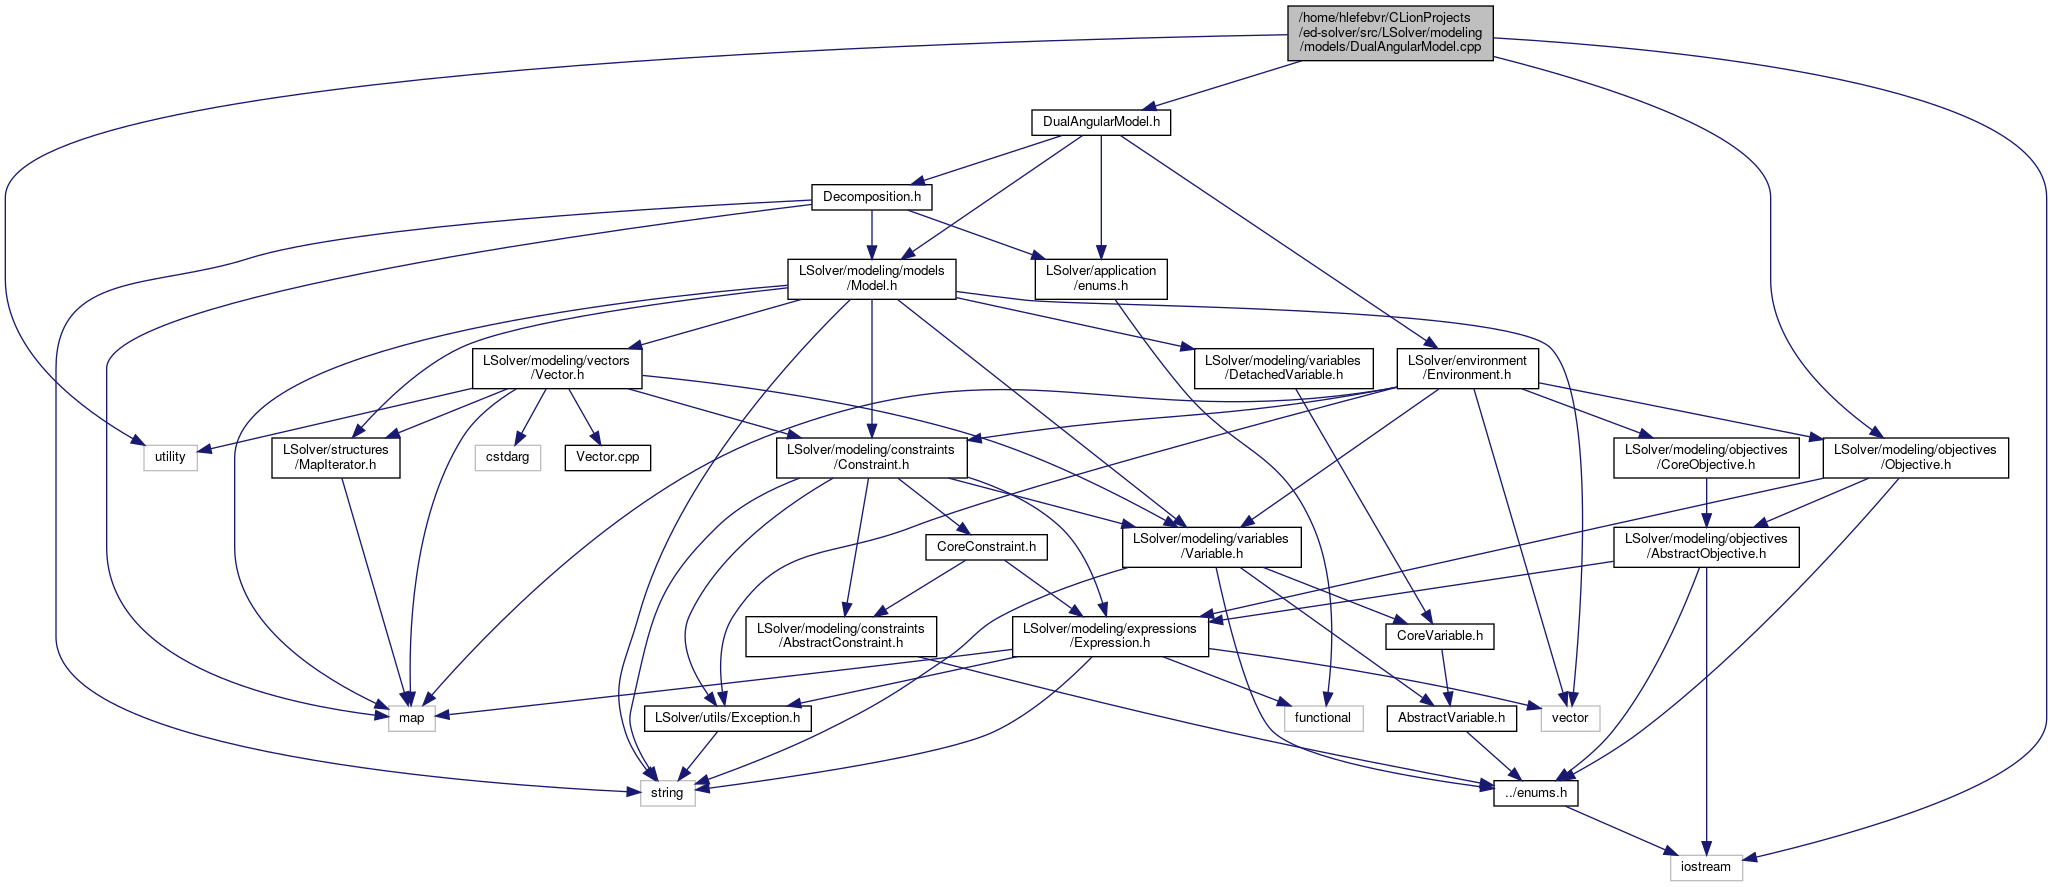 /home/hlefebvr/CLionProjects
/ed-solver/src/LSolver/modeling
/models/DualAngularModel.cpp
DualAngularModel.h
Decomposition.h
LSolver/modeling/models
/Model.h
LSolver/application
/enums.h
LSolver/modeling/vectors
/Vector.h
LSolver/modeling/variables
/DetachedVariable.h
LSolver/environment
/Environment.h
utility
LSolver/structures
/MapIterator.h
cstdarg
Vector.cpp
LSolver/modeling/constraints
/Constraint.h
LSolver/modeling/objectives
/CoreObjective.h
LSolver/modeling/objectives
/Objective.h
CoreConstraint.h
LSolver/modeling/variables
/Variable.h
LSolver/modeling/objectives
/AbstractObjective.h
LSolver/modeling/constraints
/AbstractConstraint.h
LSolver/modeling/expressions
/Expression.h
CoreVariable.h
map
LSolver/utils/Exception.h
functional
AbstractVariable.h
vector
string
../enums.h
iostream